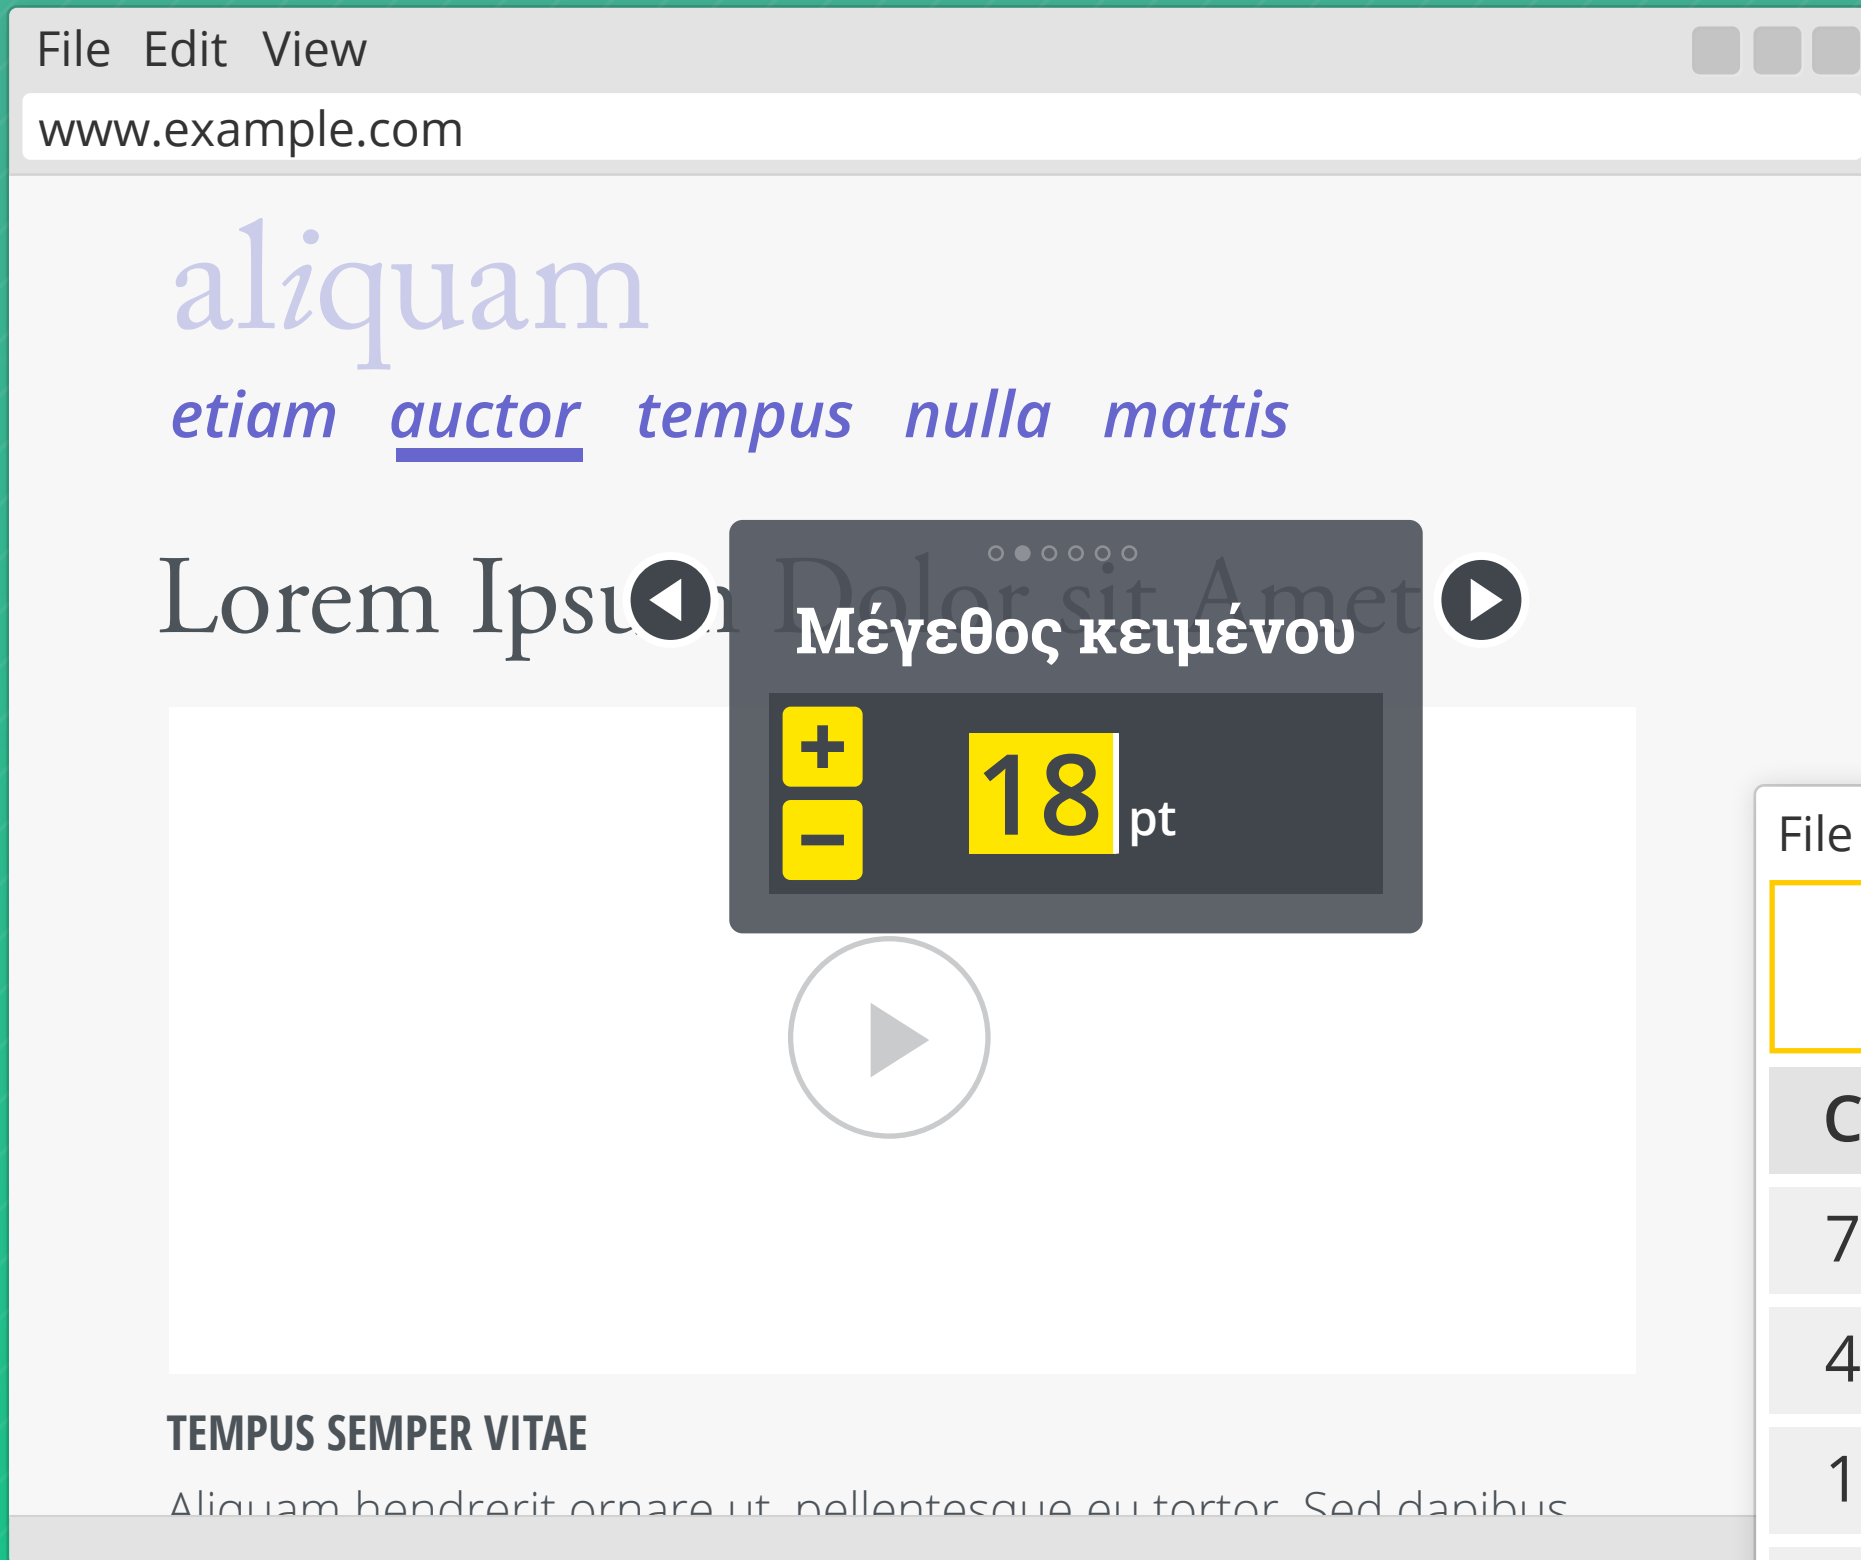 File Edit View
www.example.com
aliquam
etiam auctor tempus nulla mattis
Lorem Ipsum Dolor sit Amet
Μέγεθος κειμένου
+
18 pt
−
File
C
7
4
1
TEMPUS SEMPER VITAE
Aliquam hendrerit ornare ut, pellentesque eu tortor. Sed dapibus